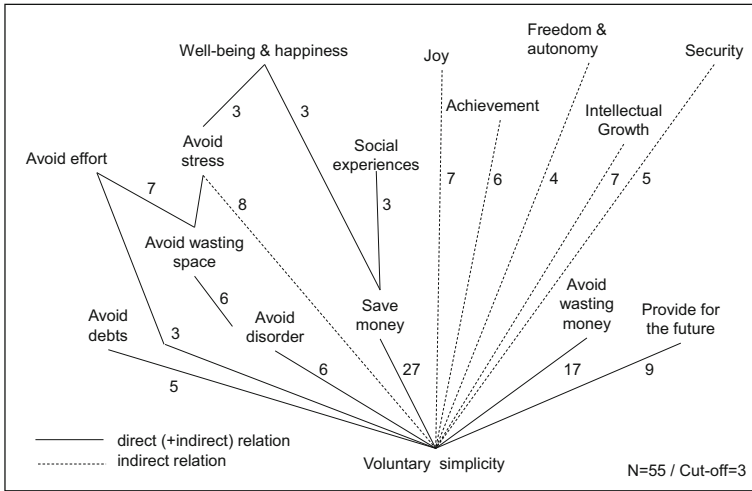 Freedom &
autonomy
Well-being & happiness
Joy
Security
3
3
Achievement
Avoid
stress
Social
experiences
Intellectual
Growth
Avoid effort
7
8
3
7
6
4
7
5
Avoid wasting
space
6
Avoid
debts
Avoid
disorder
Save
money
Avoid
wasting
money
Provide for
the future
3
5
6
27
17
9
direct (+indirect) relation
indirect relation
Voluntary simplicity
N=55 / Cut-off=3